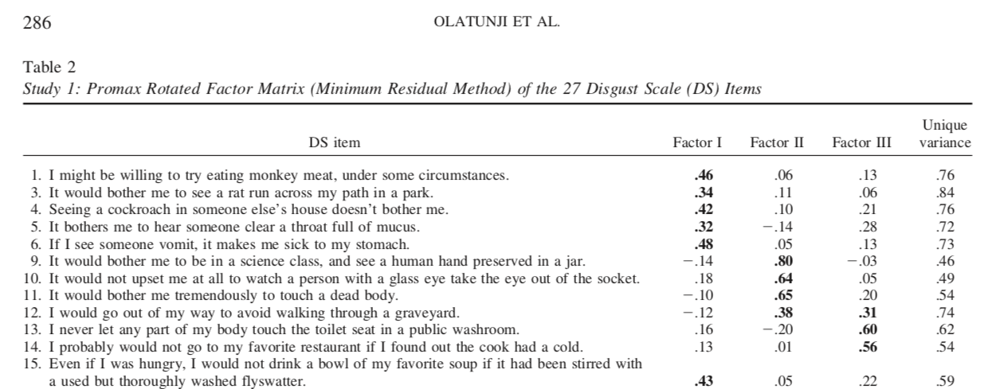 286 OLATUNJI ET AL.
Table 2
Study 1: Promax Rotated Factor Matrix (Minimum Residual Method) of the 27 Disgust Scale (DS) Items
Unique
DS item Factor I Factor II Factor III variance
1. I might be willing to try eating monkey meat, under some circumstances. .46 .06 .13 .76
3. It would bother me to see a rat run across my path in a park. .34 .11 .06 .84
4. Seeing a cockroach in someone else's house doesn't bother me. .42 .10 .21 .76
5. It bothers me to hear someone clear a throat full of mucus. .32 −.14 .28 .72
6. If I see someone vomit, it makes me sick to my stomach. .48 .05 .13 .73
9. It would bother me to be in a science class, and see a human hand preserved in a jar. −.14 .80 −.03 .46
10. It would not upset me at all to watch a person with a glass eye take the eye out of the socket. .18 .64 .05 .49
11. It would bother me tremendously to touch a dead body. −.10 .65 .20 .54
12. I would go out of my way to avoid walking through a graveyard. −.12 .38 .31 .74
13. I never let any part of my body touch the toilet seat in a public washroom. .16 −.20 .60 .62
14. I probably would not go to my favorite restaurant if I found out the cook had a cold. .13 .01 .56 .54
15. Even if I was hungry, I would not drink a bowl of my favorite soup if it had been stirred with
a used but thoroughly washed flyswatter. .43 .05 .22 .59